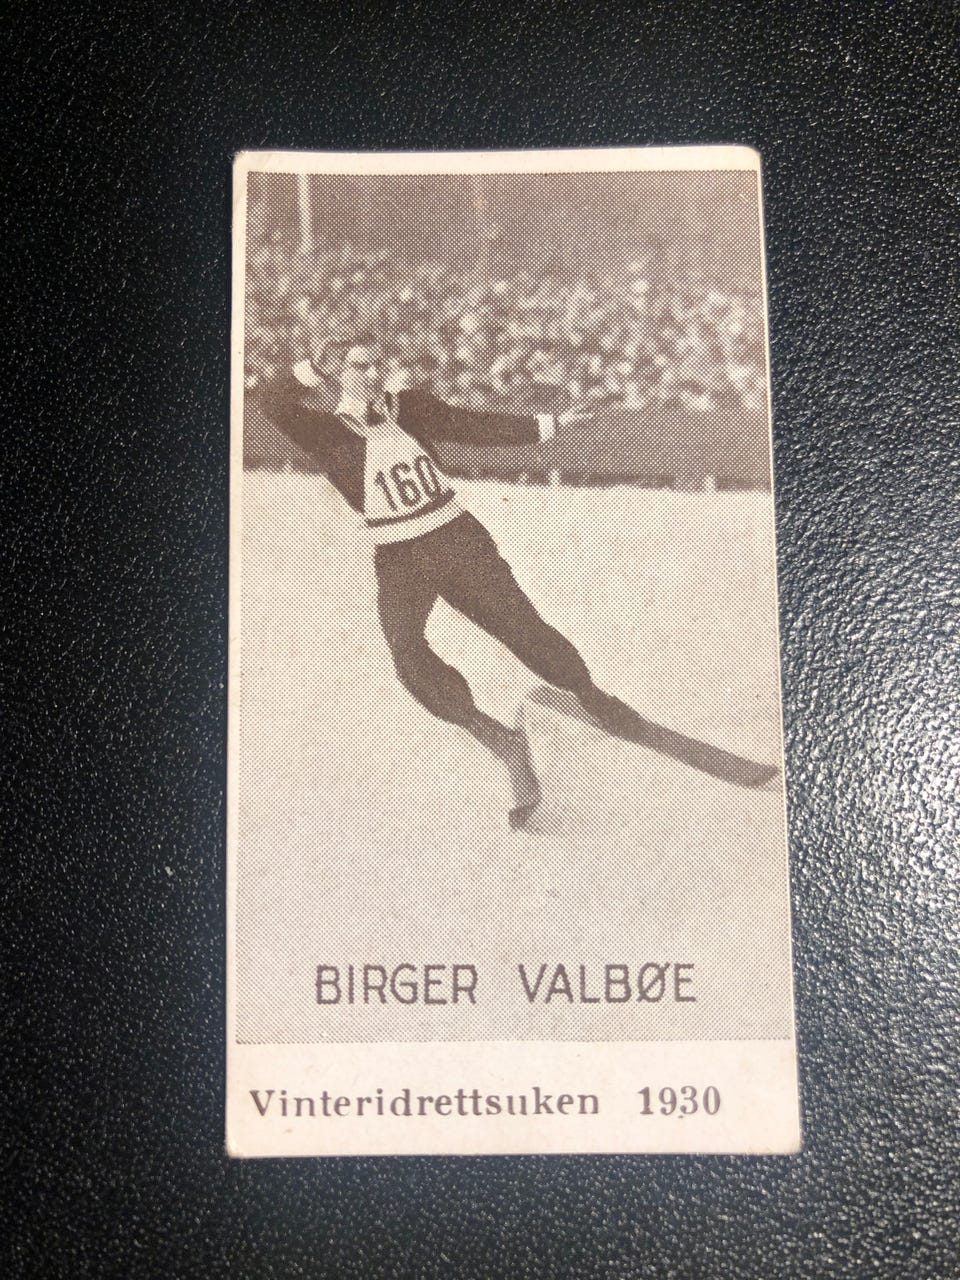 160
BIRGER VALBØE
Vinteridrettsuken 1930